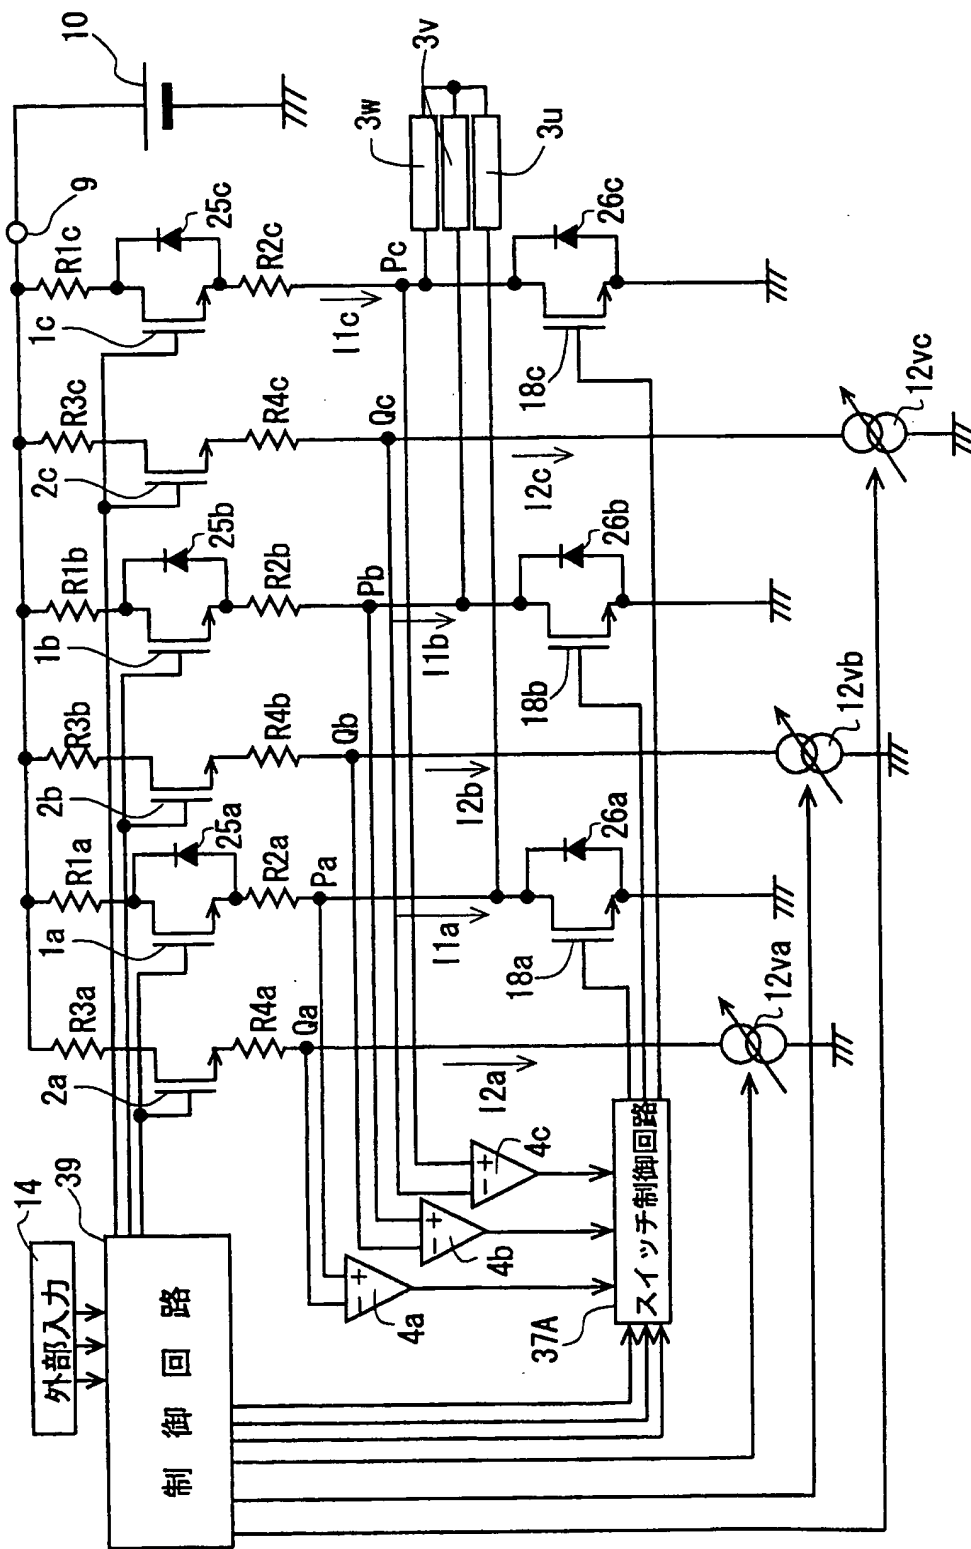 外部入力
14
制御回路
39
10
9
R3a
R1a
R3b
R1b
R3c
R1c
2a
1a
2b
1b
2c
1c
25a
25b
25c
R4a
R2a
R4b
R2b
R4c
R2c
Qa
Pa
Qb
Pb
Qc
Pc
3w
3v
3u
I2a
I1a
I2b
I1b
I2c
I1c
18a
18b
18c
26a
26b
26c
+
−
4a
+
−
4b
+
−
4c
スイッチ制御回路
37A
12va
12vb
12vc